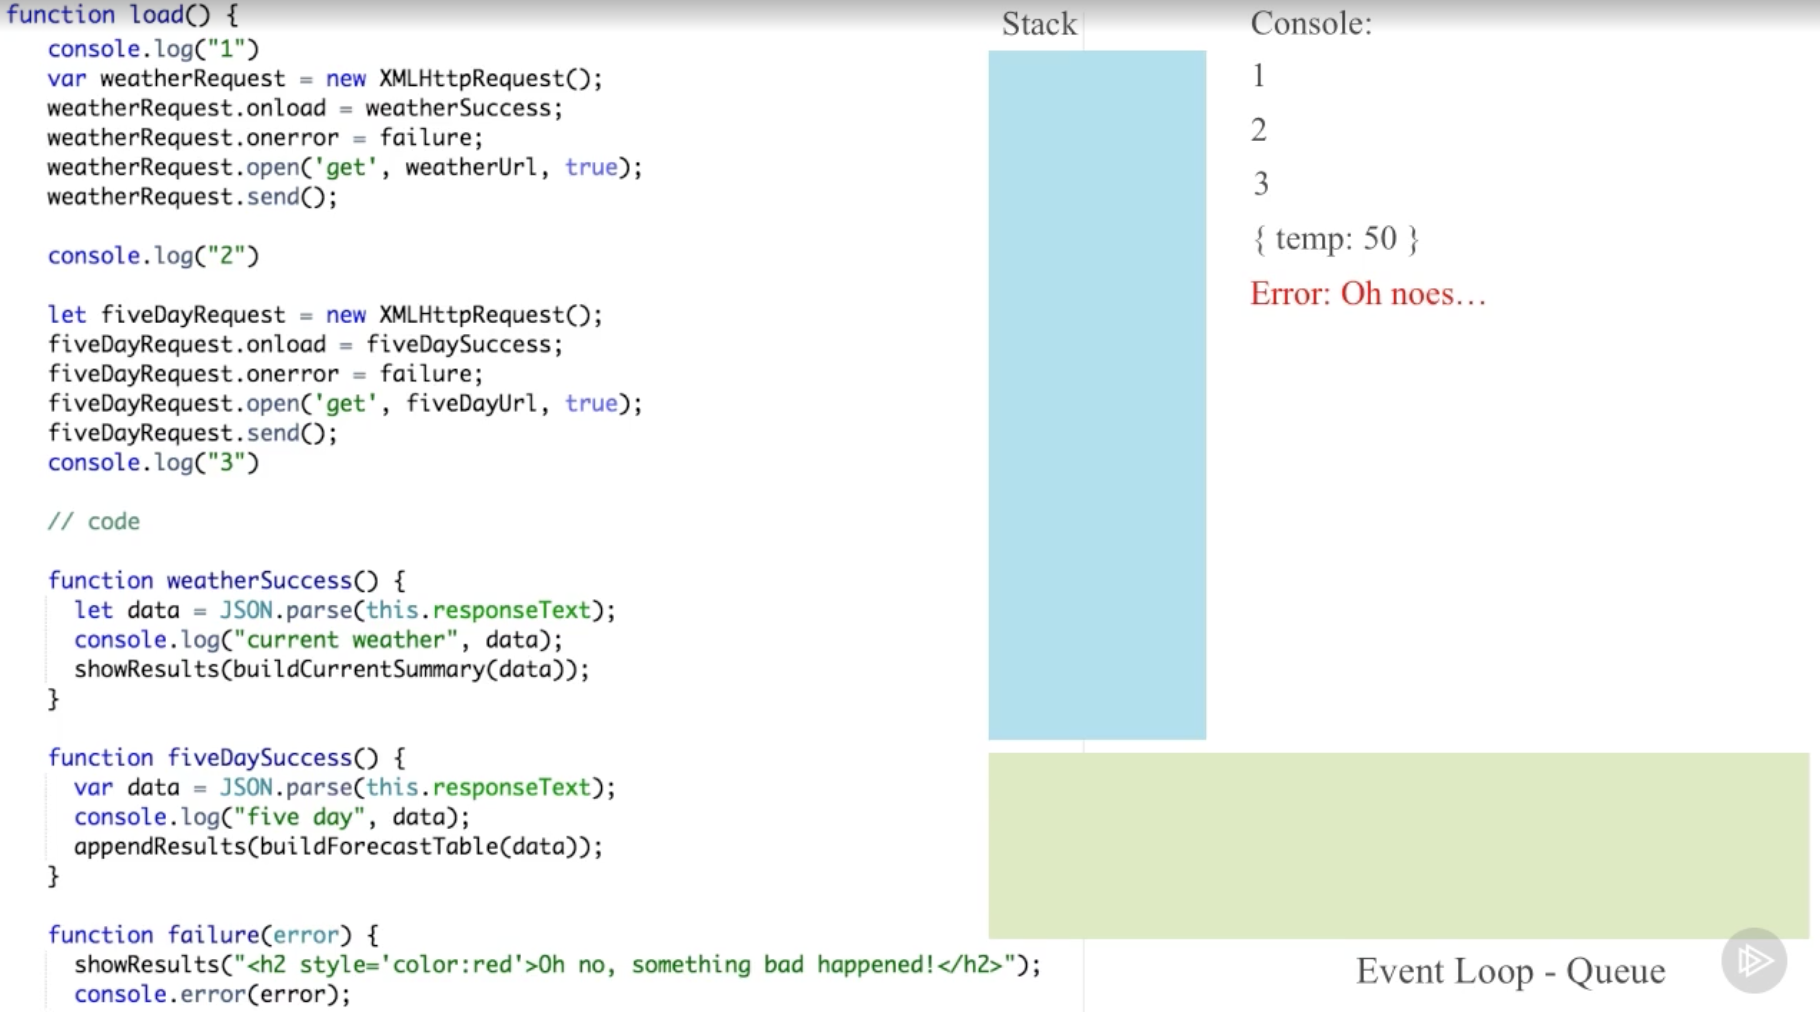 function load() {
console.log("1")
var weatherRequest = new XMLHttpRequest();
weatherRequest.onload = weatherSuccess;
weatherRequest.onerror = failure;
weatherRequest.open('get', weatherUrl, true);
weatherRequest.send();
console.log("2")
let fiveDayRequest = new XMLHttpRequest();
fiveDayRequest.onload = fiveDaySuccess;
fiveDayRequest.onerror = failure;
fiveDayRequest.open('get', fiveDayUrl, true);
fiveDayRequest.send();
console.log("3")
// code
function weatherSuccess() {
let data = JSON.parse(this.responseText);
console.log("current weather", data);
showResults(buildCurrentSummary(data));
}
function fiveDaySuccess() {
var data = JSON.parse(this.responseText);
console.log("five day", data);
appendResults(buildForecastTable(data));
}
function failure(error) {
showResults("<h2 style='color:red'>Oh no, something bad happened!</h2>");
console.error(error);
Stack
Console:
1
2
3
{ temp: 50 }
Error: Oh noes…
Event Loop - Queue